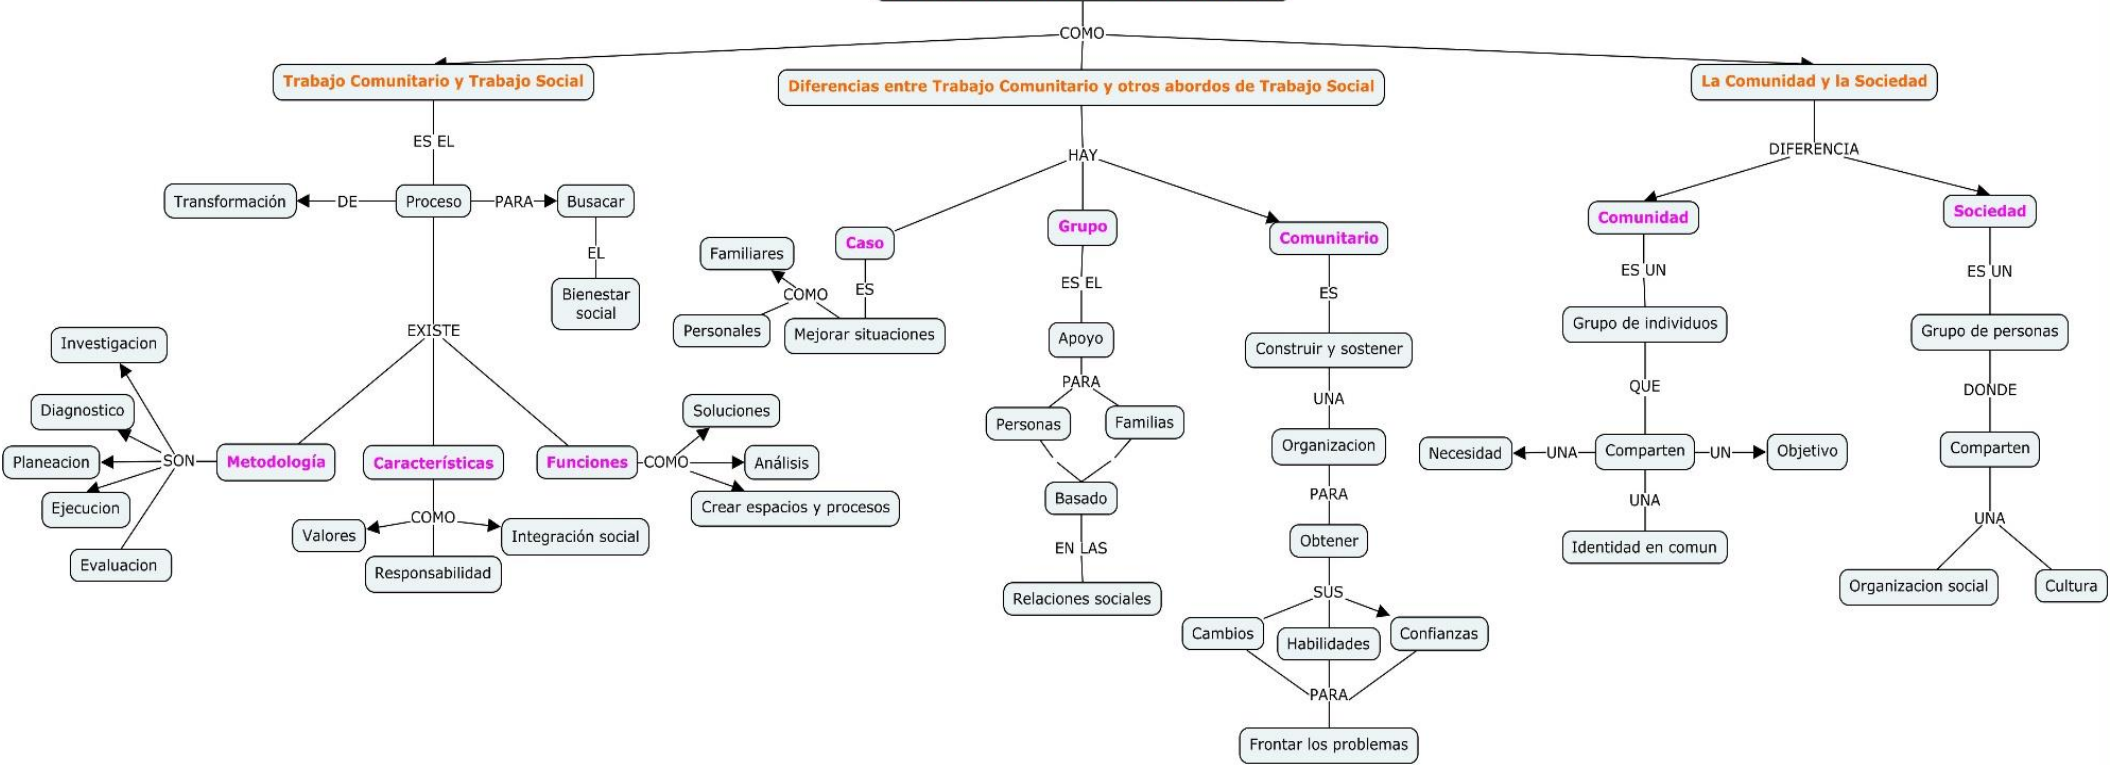 COMO
Trabajo Comunitario y Trabajo Social
ES EL
Transformación
DE
Proceso
PARA
Busacar
EL
Bienestar
social
EXISTE
Metodología
SON
Investigacion
Diagnostico
Planeacion
Ejecucion
Evaluacion
Características
COMO
Valores
Responsabilidad
Integración social
Funciones
COMO
Soluciones
Análisis
Crear espacios y procesos
Diferencias entre Trabajo Comunitario y otros abordos de Trabajo Social
HAY
Caso
ES
Mejorar situaciones
COMO
Familiares
Personales
Grupo
ES EL
Apoyo
PARA
Personas
Familias
Basado
EN LAS
Relaciones sociales
Comunitario
ES
Construir y sostener
UNA
Organizacion
PARA
Obtener
SUS
Cambios
Habilidades
Confianzas
PARA
Frontar los problemas
La Comunidad y la Sociedad
DIFERENCIA
Comunidad
ES UN
Grupo de individuos
QUE
Necesidad
UNA
Comparten
UN
Objetivo
UNA
Identidad en comun
Sociedad
ES UN
Grupo de personas
DONDE
Comparten
UNA
Organizacion social
Cultura